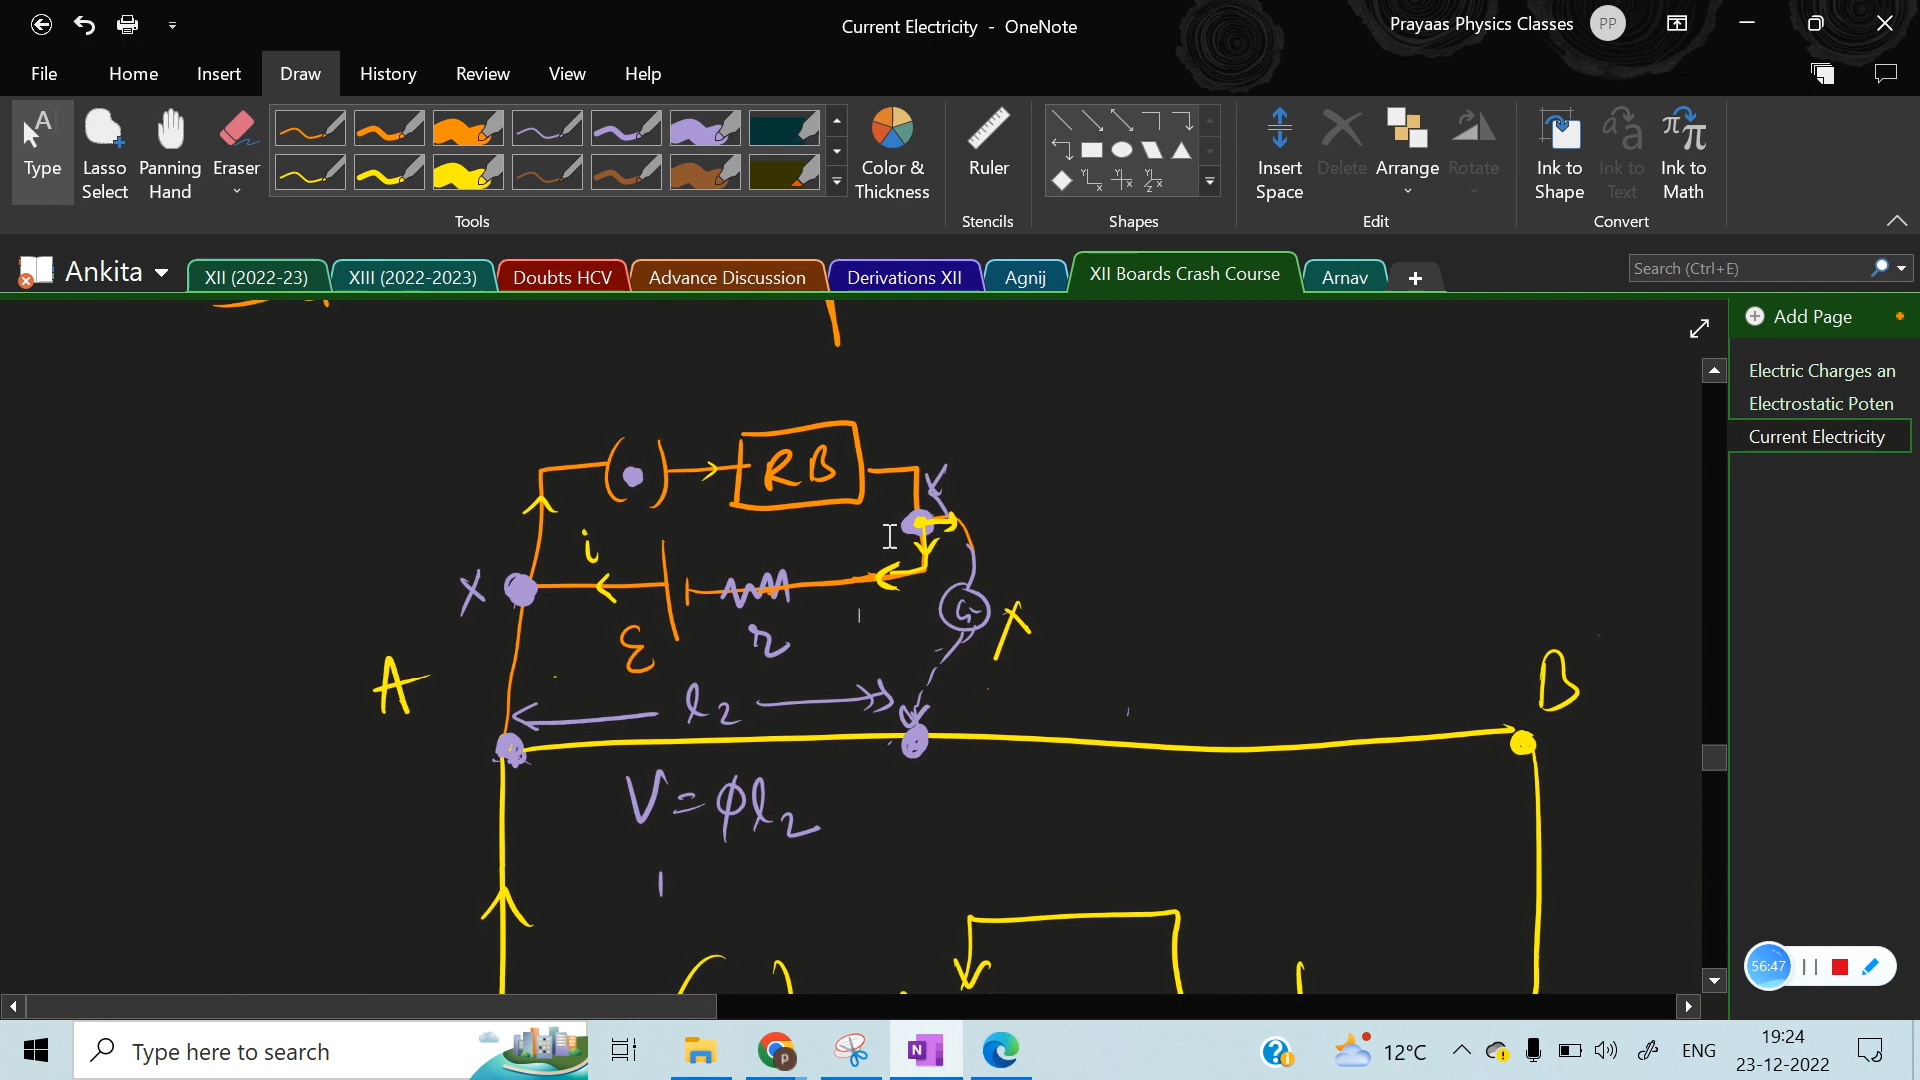 Current Electricity - OneNote
Prayaas Physics Classes PP
File Home Insert Draw History Review View Help
Type
Lasso Select
Panning Hand
Eraser
Color & Thickness
Ruler
Insert Space
Delete
Arrange
Rotate
Ink to Shape
Ink to Text
Ink to Math
Tools Stencils Shapes Edit Convert
Ankita XII (2022-23) XIII (2022-2023) Doubts HCV Advance Discussion Derivations XII Agnij XII Boards Crash Course Arnav + Search (Ctrl+E)
Add Page
Electric Charges an
Electrostatic Poten
Current Electricity
RB
i
X
G
ε
r
A
l₂
B
V = φl₂
56:47
Type here to search
12°C ENG
19:24
23-12-2022